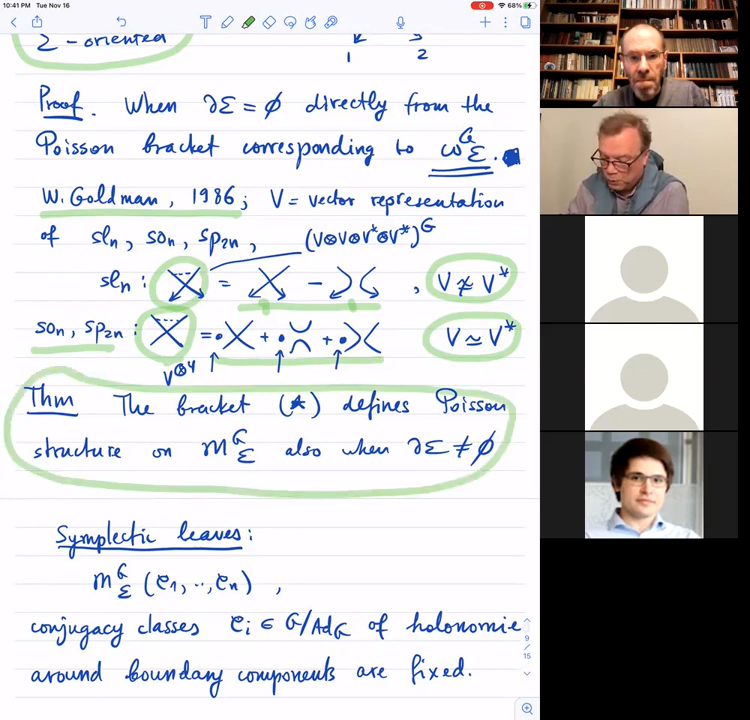 10:41 PM Tue Nov 16
68%
Σ-oriented
1
2
Proof. When ∂Σ = ∅ directly from the
Poisson bracket corresponding to ω^G_Σ.
W. Goldman, 1986; V = vector representation
of sl_n, so_n, sp_2n, (V⊗V⊗V*⊗V*)^G
sl_n : = - , V ≄ V*
so_n, sp_2n : = • + • + • V ≃ V*
V^⊗4
Thm The bracket (*) defines Poisson
structure on M^G_Σ also when ∂Σ ≠ ∅
Symplectic leaves:
M^G_Σ (C_1, .., C_n) ,
conjugacy classes C_i ∈ G/Ad_G of holonomie
around boundary components are fixed.
9
/
15